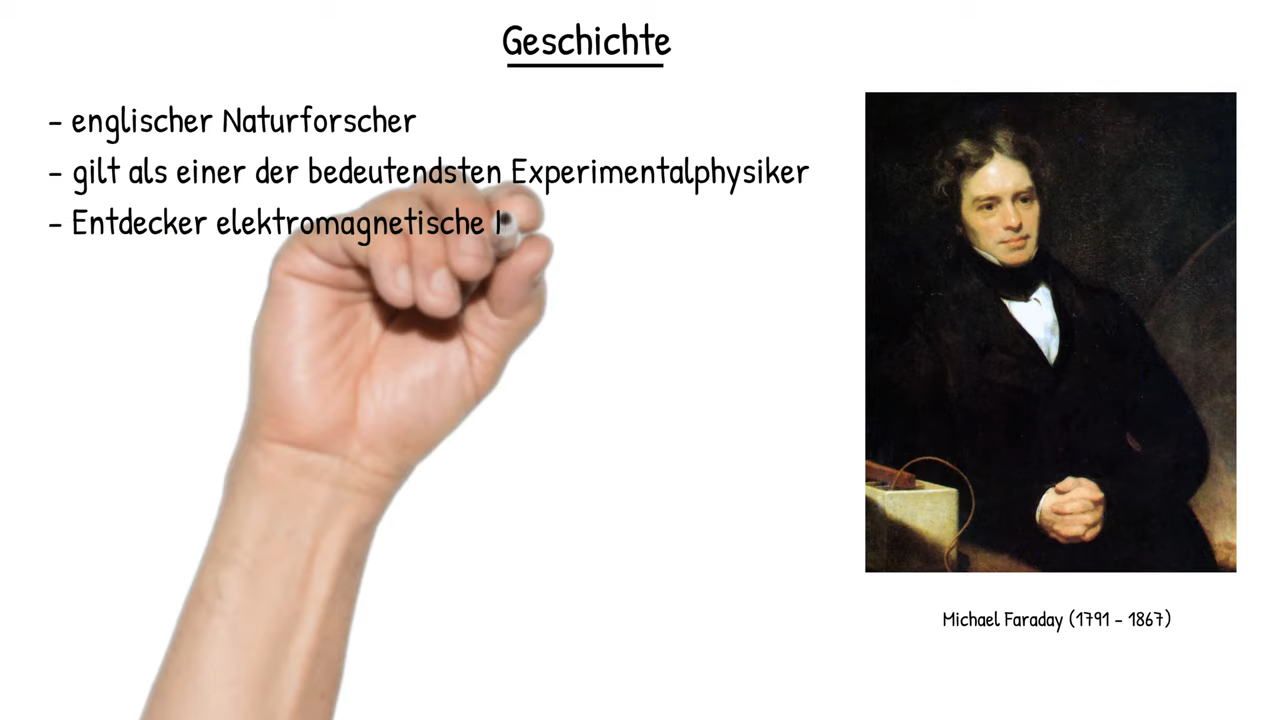 Geschichte
- englischer Naturforscher
- gilt als einer der bedeutendsten Experimentalphysiker
- Entdecker elektromagnetische I
Michael Faraday (1791 - 1867)